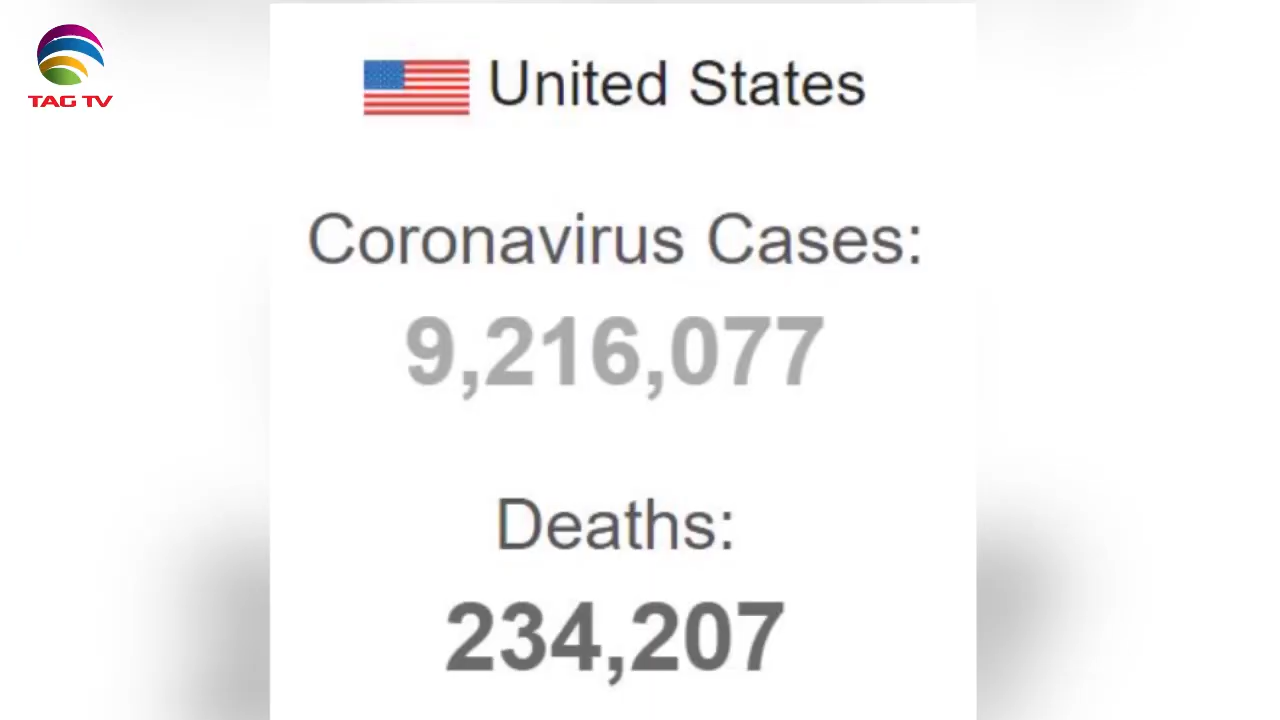 TAG TV
United States
Coronavirus Cases:
9,216,077
Deaths:
234,207